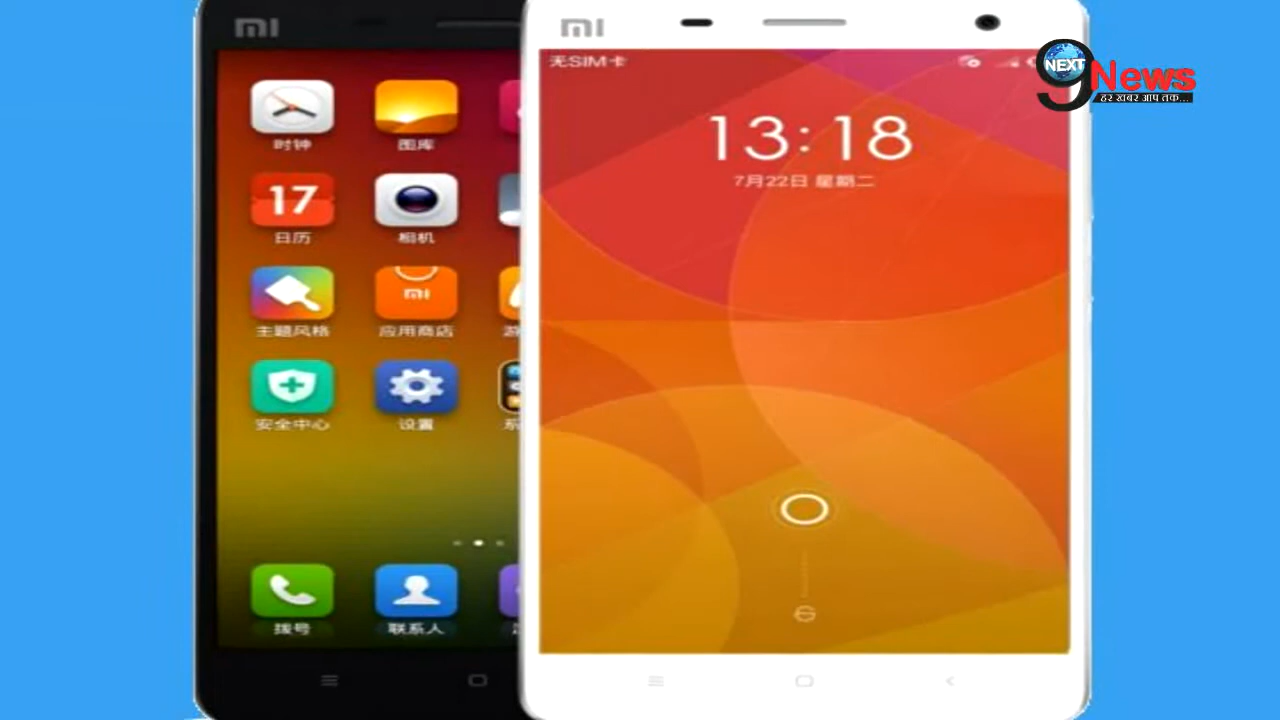 mi
mi
无SIM卡
NEXT
9 News
हर खबर आप तक...
13:18
7月22日 星期二
时钟
图库
17
日历
相机
mi
主题风格
应用商店
游
安全中心
设置
系
拨号
联系人